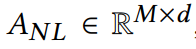 A_{NL} ∈ ℝ^{M×d}